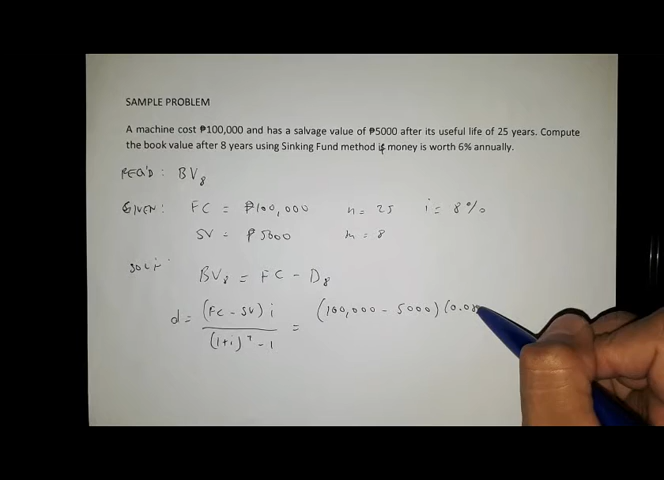 SAMPLE PROBLEM
A machine cost ₱100,000 and has a salvage value of ₱5000 after its useful life of 25 years. Compute
the book value after 8 years using Sinking Fund method if money is worth 6% annually.
REQ'D : BV₈
GIVEN : FC = ₱100,000 n = 25 i = 8%
SV = ₱5000 m = 8
SOL'N:
BV₈ = FC - D₈
d = (FC - SV) i = (100,000 - 5000) (0.08
(1+i) - 1